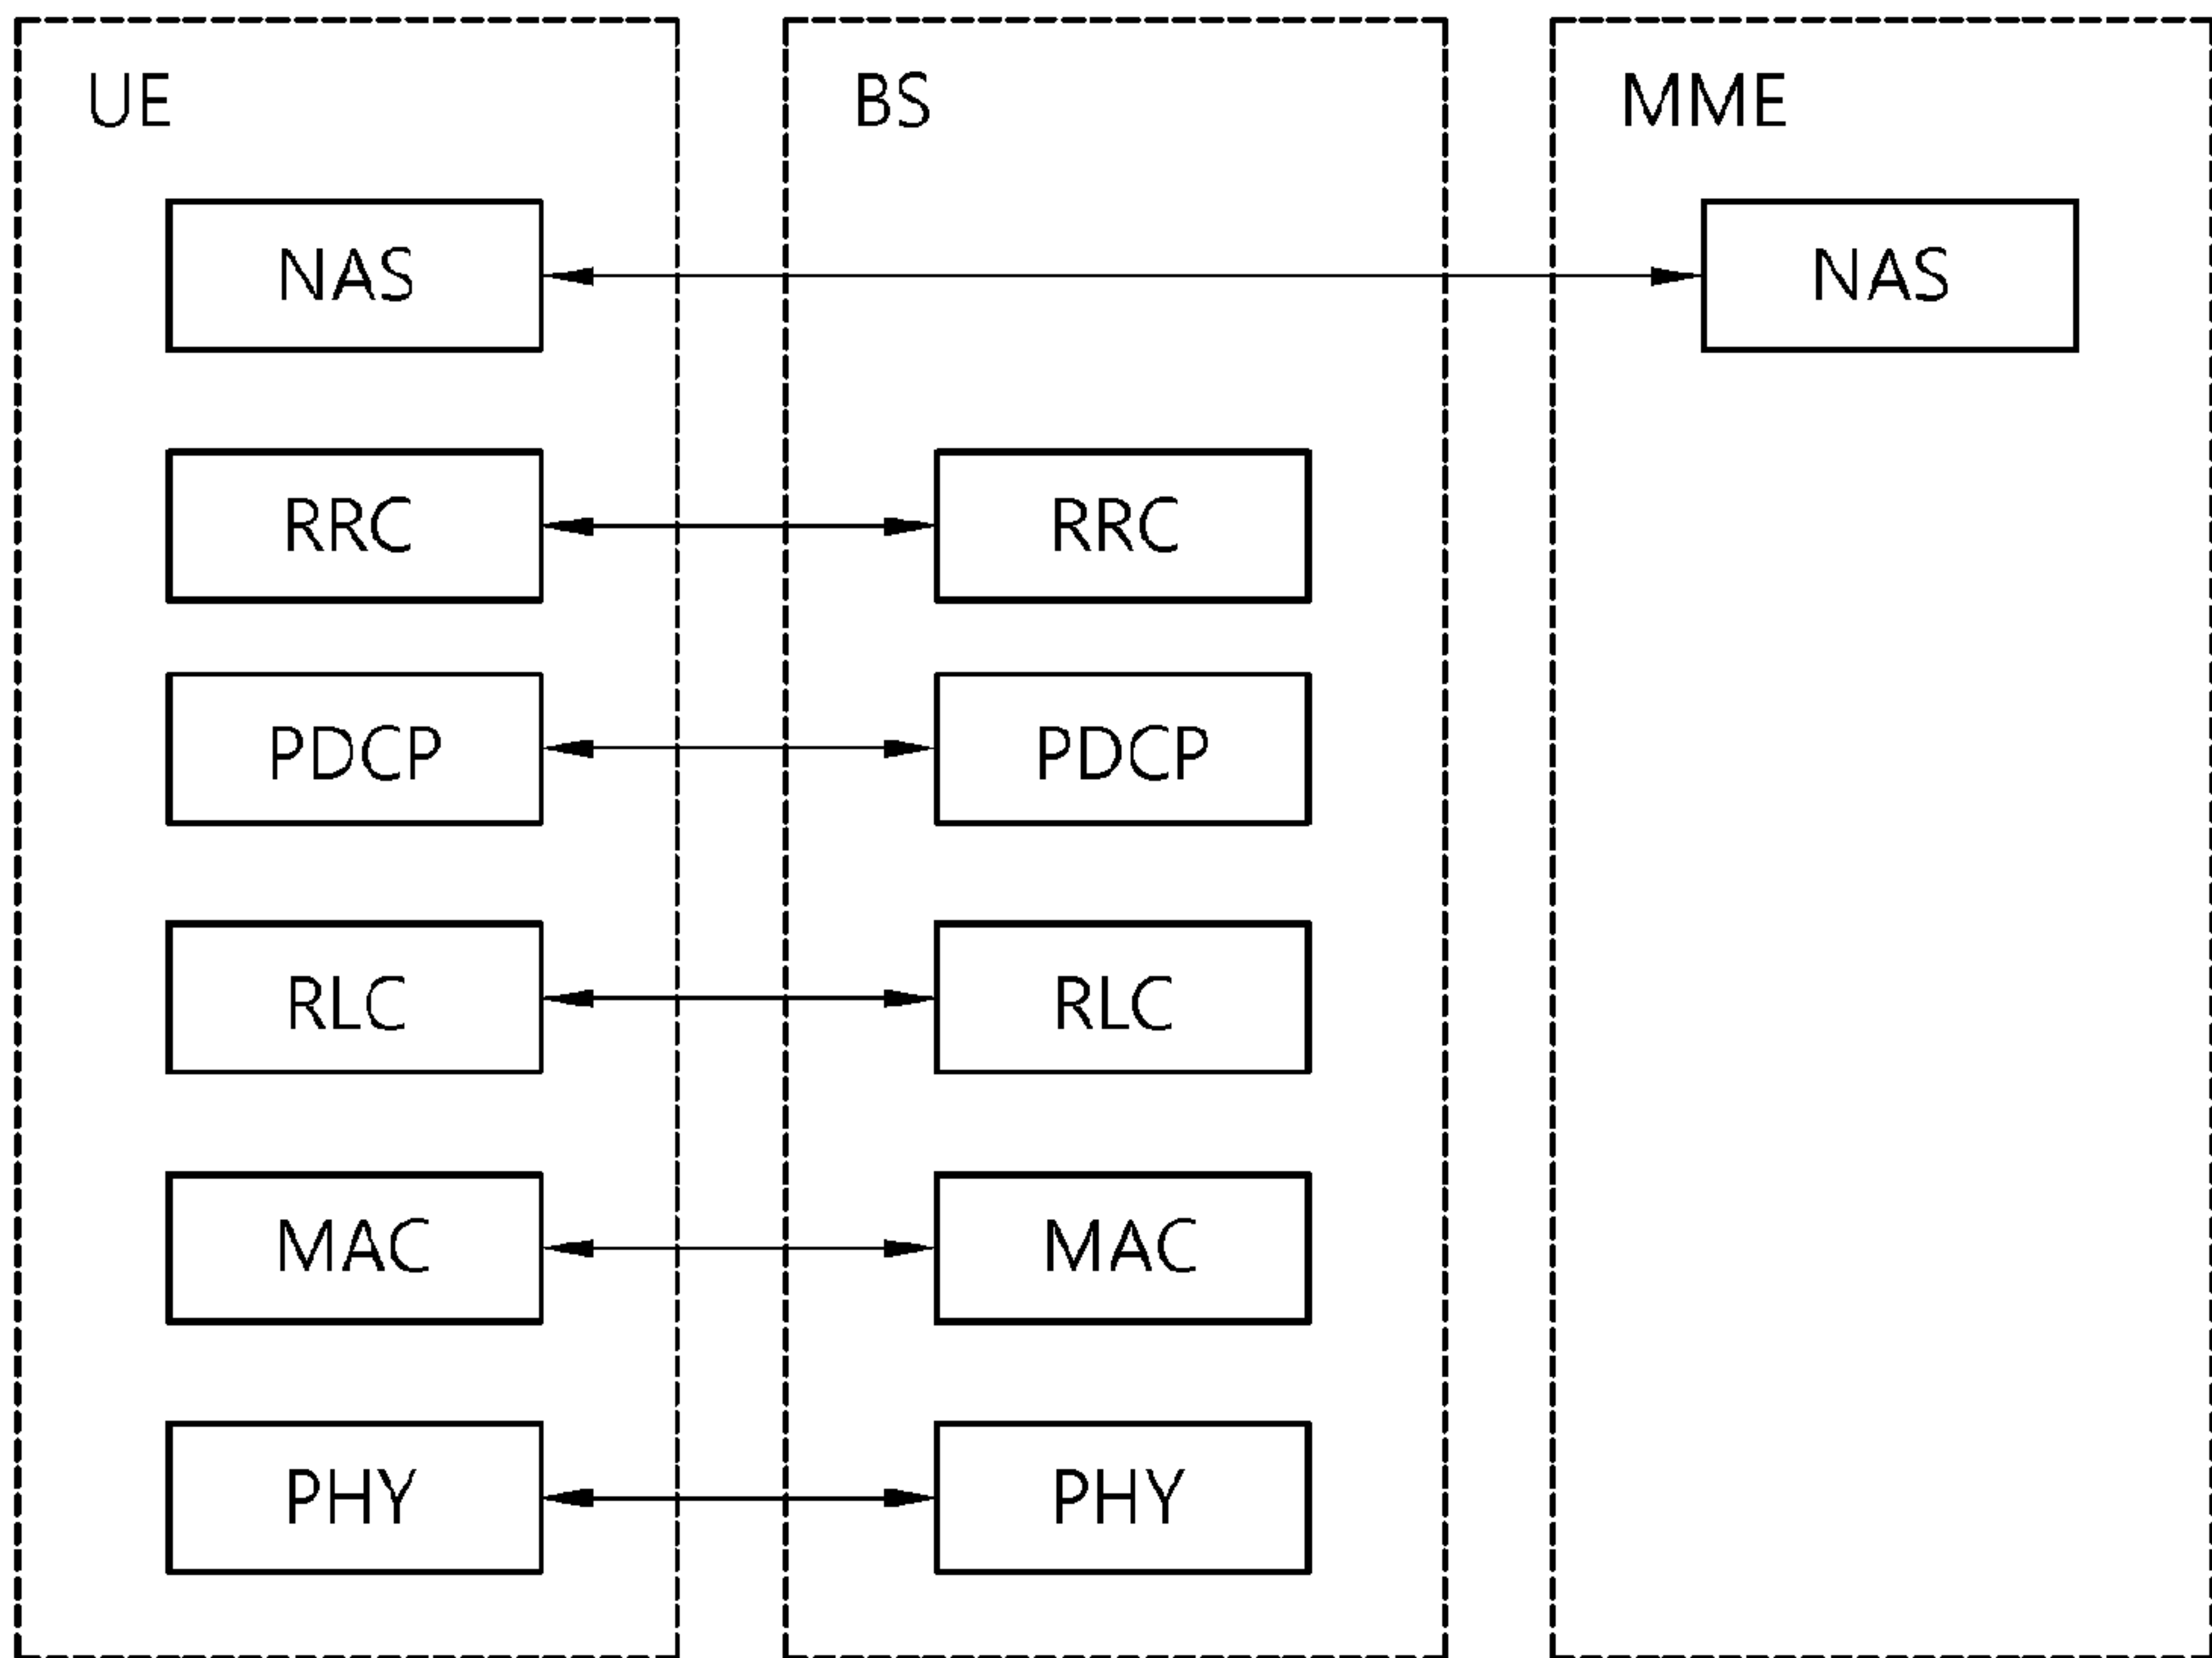 UE
BS
MME
NAS
NAS
RRC
RRC
PDCP
PDCP
RLC
RLC
MAC
MAC
PHY
PHY